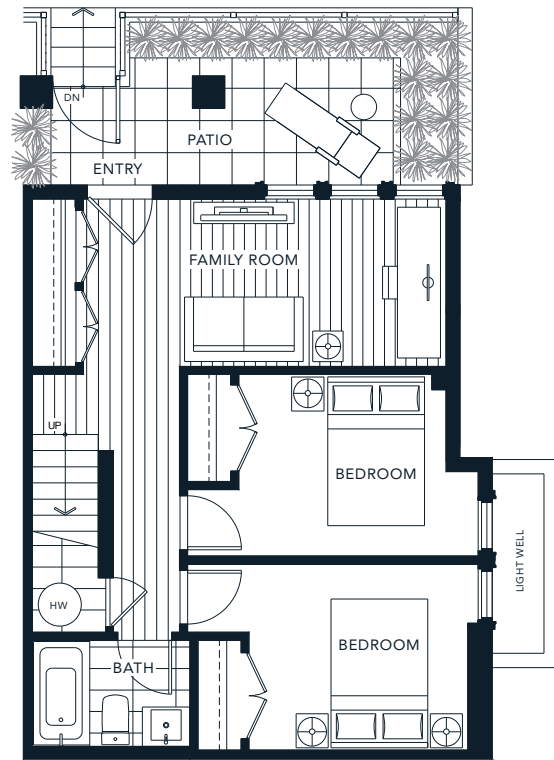 DN
PATIO
ENTRY
FAMILY ROOM
UP
BEDROOM
LIGHT WELL
HW
BEDROOM
BATH